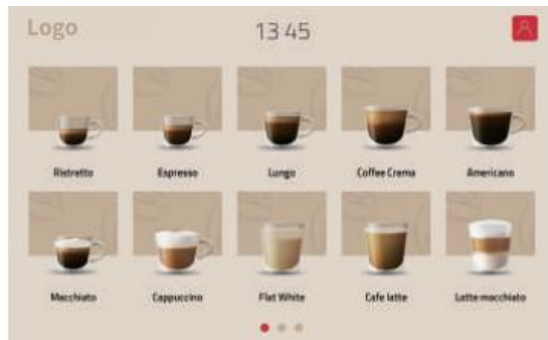 Logo
13 45
Ristretto Espresso Lungo Coffee Crema Americano
Macchiato Cappuccino Flat White Cafe latte Latte macchiato